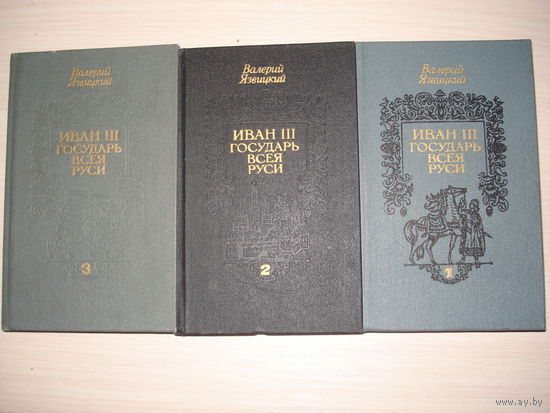 Валерий
Язвицкий
ИВАН III
ГОСУДАРЬ
ВСЕЯ
РУСИ
3
Валерий
Язвицкий
ИВАН III
ГОСУДАРЬ
ВСЕЯ
РУСИ
2
Валерий
Язвицкий
ИВАН III
ГОСУДАРЬ
ВСЕЯ
РУСИ
1
© www.ay.by